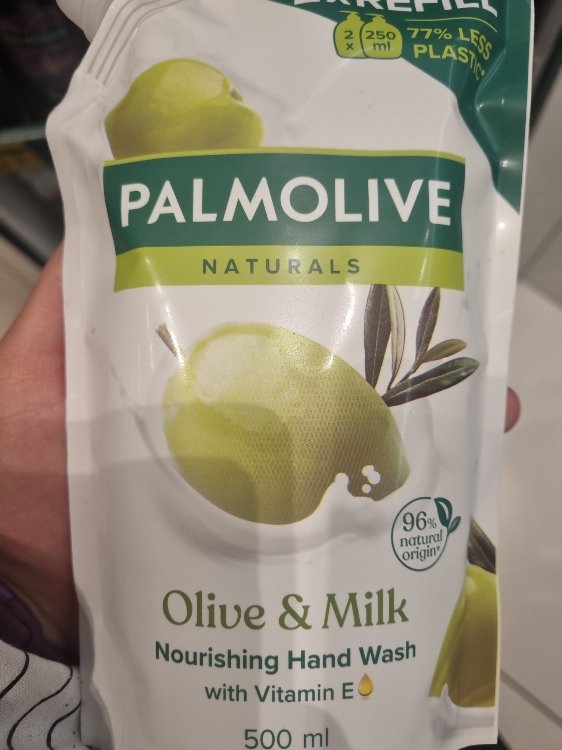 REFILL
2 x 250 ml
77% LESS
PLASTIC*
PALMOLIVE
NATURALS
96%
natural
origin*
Olive & Milk
Nourishing Hand Wash
with Vitamin E
500 ml